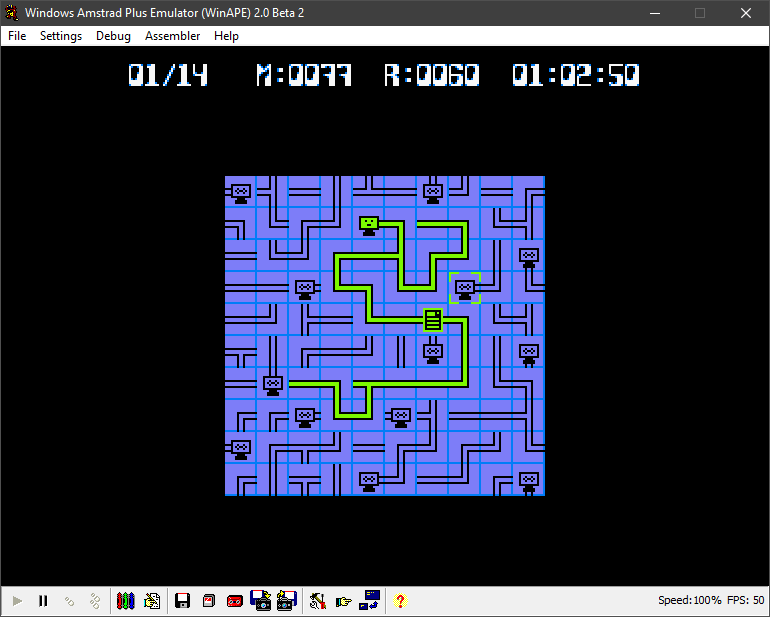 Windows Amstrad Plus Emulator (WinAPE) 2.0 Beta 2
File Settings Debug Assembler Help
01/14 M:0077 R:0060 01:02:50
Speed:100% FPS: 50